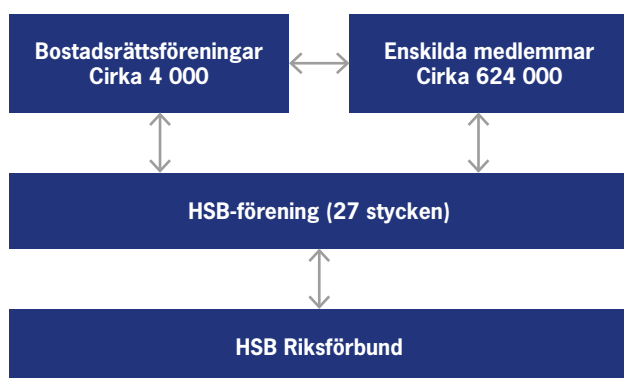 Bostadsrättsföreningar
Cirka 4 000
Enskilda medlemmar
Cirka 624 000
HSB-förening (27 stycken)
HSB Riksförbund